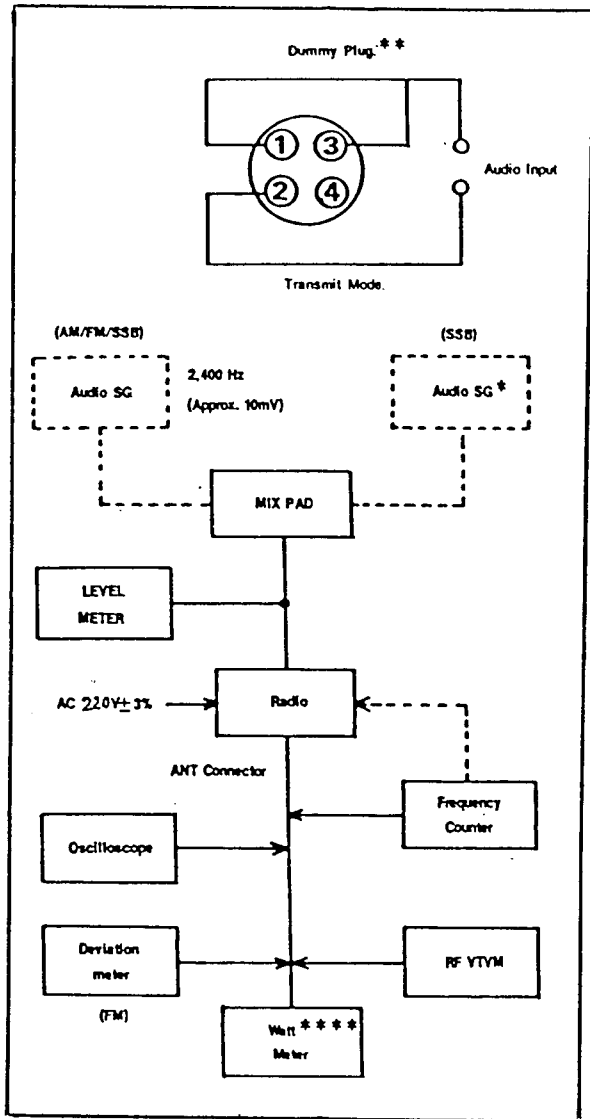 Dummy Plug.**
1 3
2 4
Audio Input
Transmit Mode.
(AM/FM/SSB)
(SSB)
Audio SG
2,400 Hz
(Approx. 10mV)
Audio SG *
MIX PAD
LEVEL
METER
AC 220V±3%
Radio
ANT Connector
Frequency
Counter
Oscilloscope
Deviation
meter
(FM)
RF VTVM
Watt ****
Meter